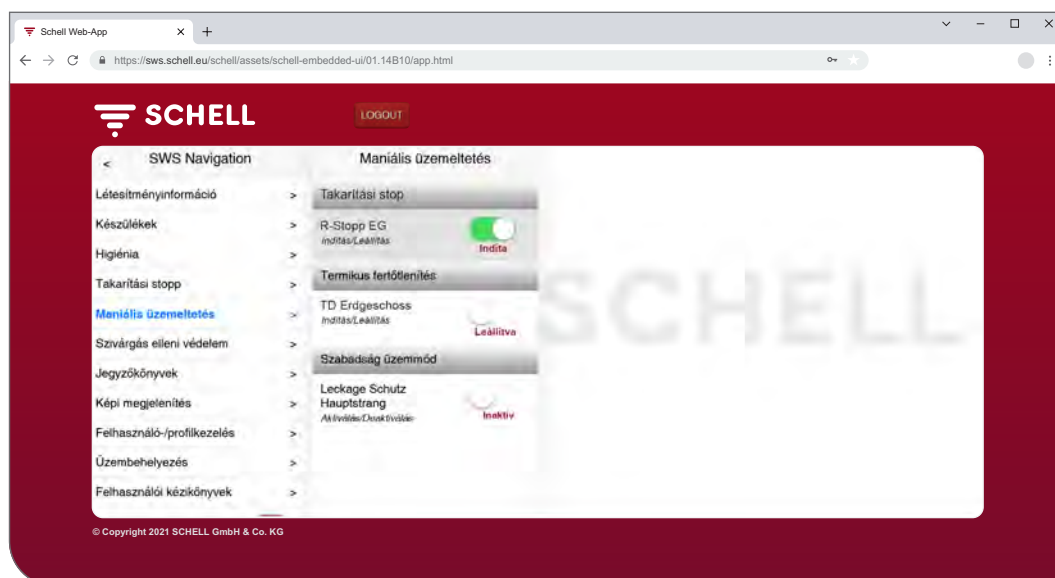 Schell Web-App
https://sws.schell.eu/schell/assets/schell-embedded-ui/01.14B10/app.html
SCHELL
LOGOUT
< SWS Navigation
Létesítményinformáció >
Készülékek >
Higiénia >
Takarítási stopp >
Maniális üzemeltetés >
Szivárgás elleni védelem >
Jegyzőkönyvek >
Képi megjelenítés >
Felhasználó-/profilkezelés >
Üzembehelyezés >
Felhasználói kézikönyvek >
Maniális üzemeltetés
Takarítási stop
R-Stopp EG
Indítás/Leállítás
Indíta
Termikus fertőtlenítés
TD Erdgeschoss
Indítás/Leállítás
Leállítva
Szabadság üzemmód
Leckage Schutz
Hauptstrang
Aktiválás/Deaktiválás
Inaktív
SCHELL
© Copyright 2021 SCHELL GmbH & Co. KG